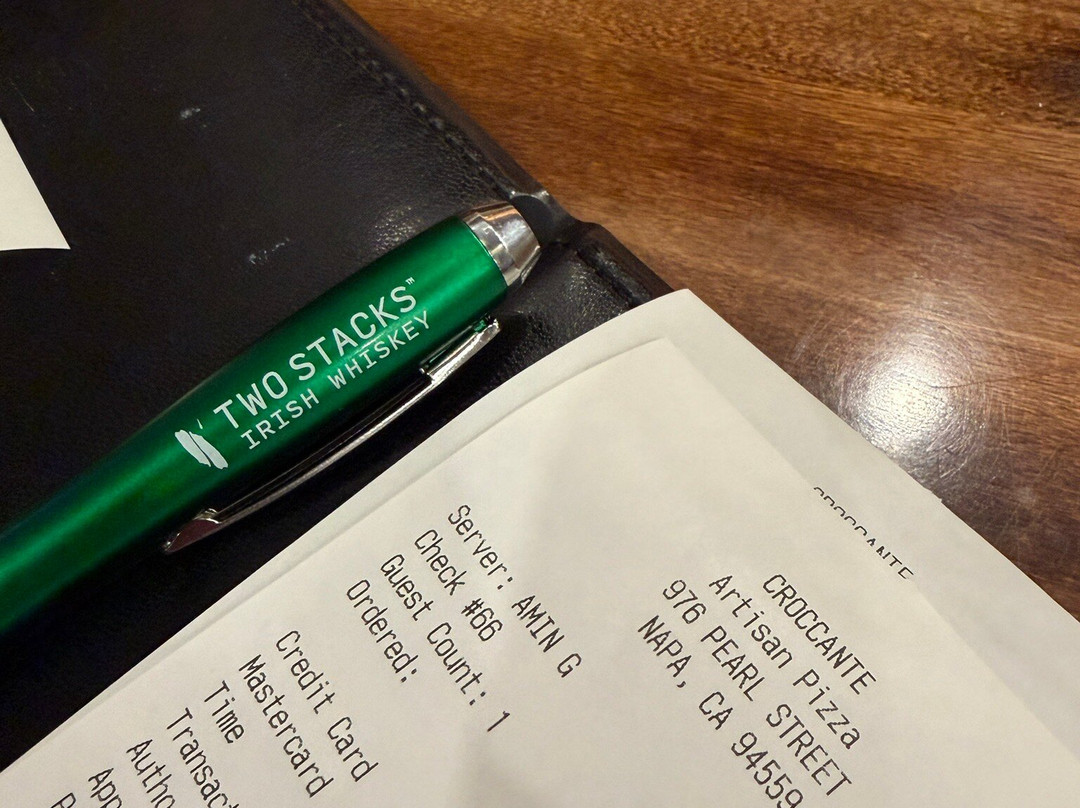 TWO STACKS™
IRISH WHISKEY
CROCCANTE
CROCCANTE
Artisan Pizza
976 PEARL STREET
NAPA, CA 94559
Server: AMIN G
Check #66
Guest Count: 1
Ordered:
Credit Card
Mastercard
Time